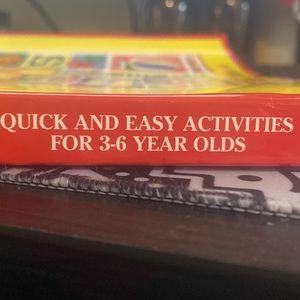 QUICK AND EASY ACTIVITIES
FOR 3-6 YEAR OLDS